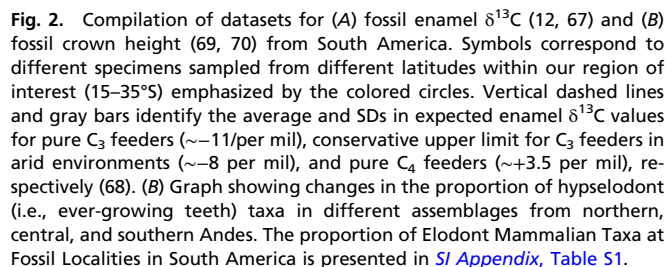 Fig. 2. Compilation of datasets for (A) fossil enamel δ¹³C (12, 67) and (B)
fossil crown height (69, 70) from South America. Symbols correspond to
different specimens sampled from different latitudes within our region of
interest (15–35°S) emphasized by the colored circles. Vertical dashed lines
and gray bars identify the average and SDs in expected enamel δ¹³C values
for pure C₃ feeders (∼−11/per mil), conservative upper limit for C₃ feeders in
arid environments (∼−8 per mil), and pure C₄ feeders (∼+3.5 per mil), re-
spectively (68). (B) Graph showing changes in the proportion of hypselodont
(i.e., ever-growing teeth) taxa in different assemblages from northern,
central, and southern Andes. The proportion of Elodont Mammalian Taxa at
Fossil Localities in South America is presented in SI Appendix, Table S1.